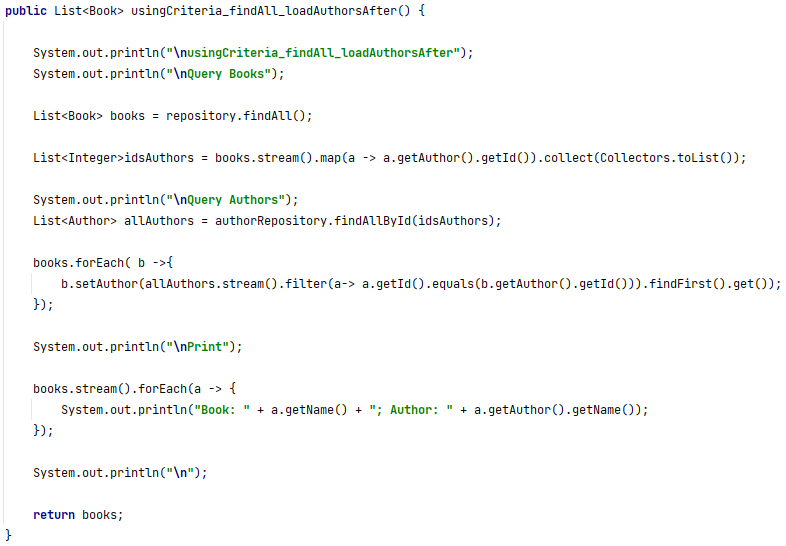 public List<Book> usingCriteria_findAll_loadAuthorsAfter() {
System.out.println("\nusingCriteria_findAll_loadAuthorsAfter");
System.out.println("\nQuery Books");
List<Book> books = repository.findAll();
List<Integer>idsAuthors = books.stream().map(a -> a.getAuthor().getId()).collect(Collectors.toList());
System.out.println("\nQuery Authors");
List<Author> allAuthors = authorRepository.findAllById(idsAuthors);
books.forEach( b ->{
b.setAuthor(allAuthors.stream().filter(a-> a.getId().equals(b.getAuthor().getId())).findFirst().get());
});
System.out.println("\nPrint");
books.stream().forEach(a -> {
System.out.println("Book: " + a.getName() + "; Author: " + a.getAuthor().getName());
});
System.out.println("\n");
return books;
}